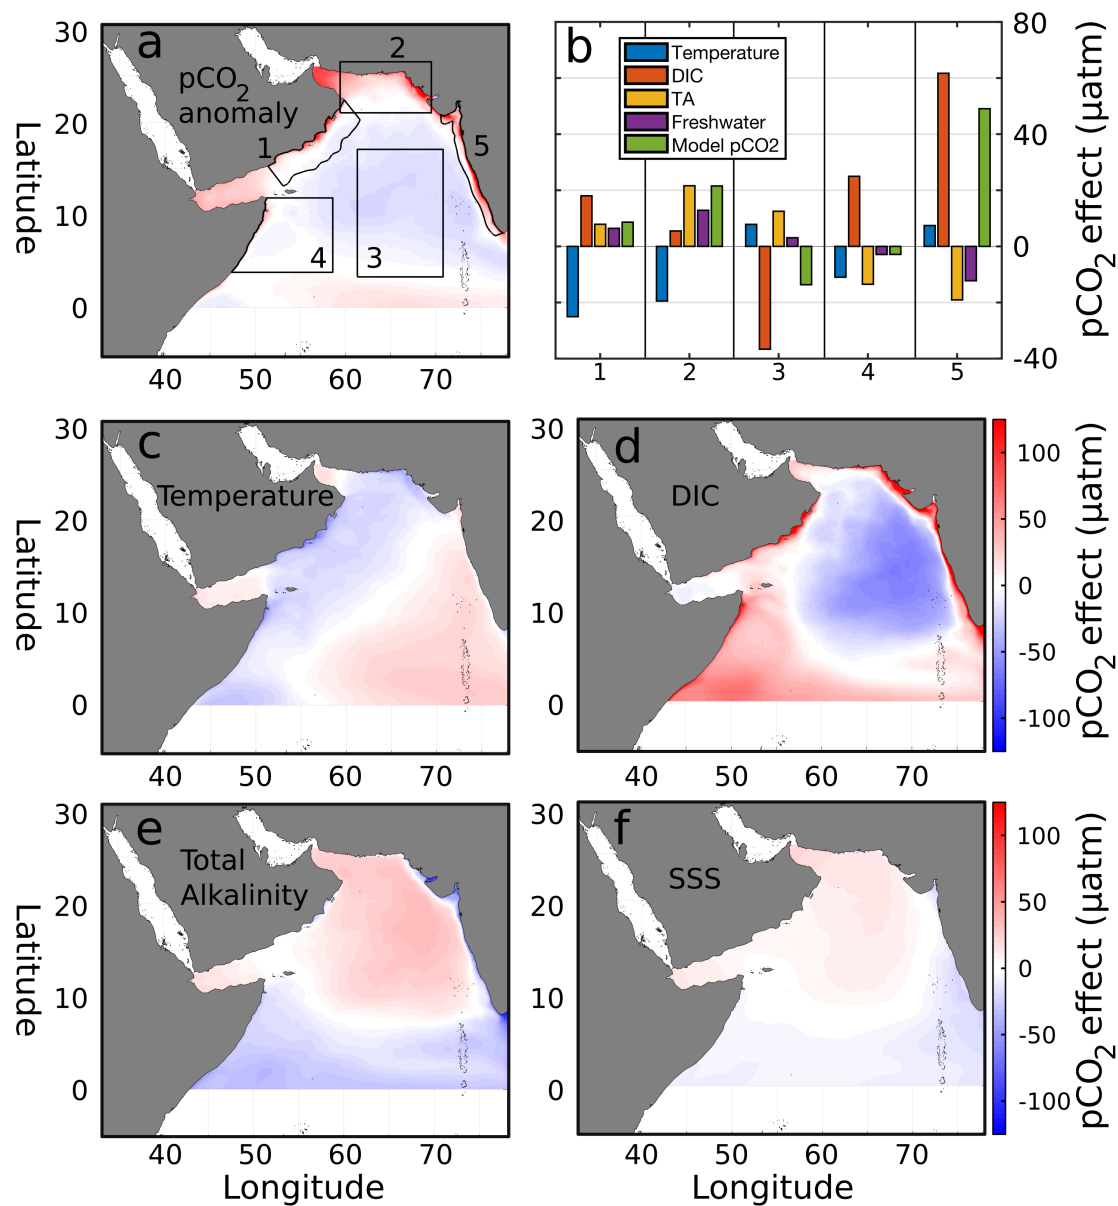 a
pCO2
anomaly
1
2
3
4
5
30
20
10
0
Latitude
40
50
60
70
b
Temperature
DIC
TA
Freshwater
Model pCO2
80
40
0
-40
pCO2 effect (µatm)
1
2
3
4
5
c
Temperature
30
20
10
0
Latitude
40
50
60
70
d
DIC
30
20
10
0
40
50
60
70
100
50
0
-50
-100
pCO2 effect (µatm)
e
Total
Alkalinity
30
20
10
0
Latitude
40
50
60
70
Longitude
f
SSS
30
20
10
0
40
50
60
70
Longitude
100
50
0
-50
-100
pCO2 effect (µatm)